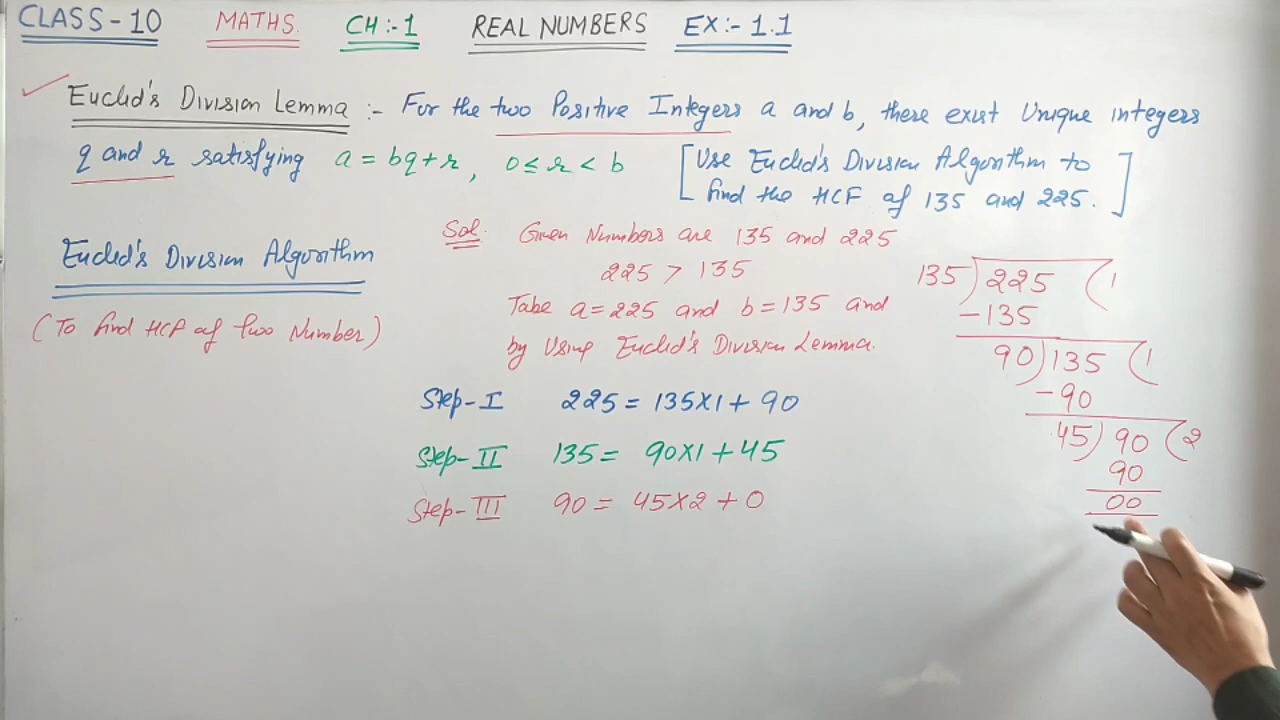 CLASS-10 MATHS. CH:-1 REAL NUMBERS EX:- 1.1
Euclid's Division Lemma :- For the two Positive Integers a and b, there exist Unique integers
q and r satisfying a = bq+r, 0 ≤ r < b
[Use Euclid's Division Algorithm to
find the HCF of 135 and 225.]
Euclid's Division Algorithm
(To find HCF of two Number)
Sol. Given Numbers are 135 and 225
225 > 135
Take a=225 and b=135 and
by Using Euclid's Division Lemma.
Step-I 225 = 135×1 + 90
Step-II 135 = 90×1 + 45
Step-III 90 = 45×2 + 0
135) 225 (1
-135
90) 135 (1
-90
45) 90 (2
90
00